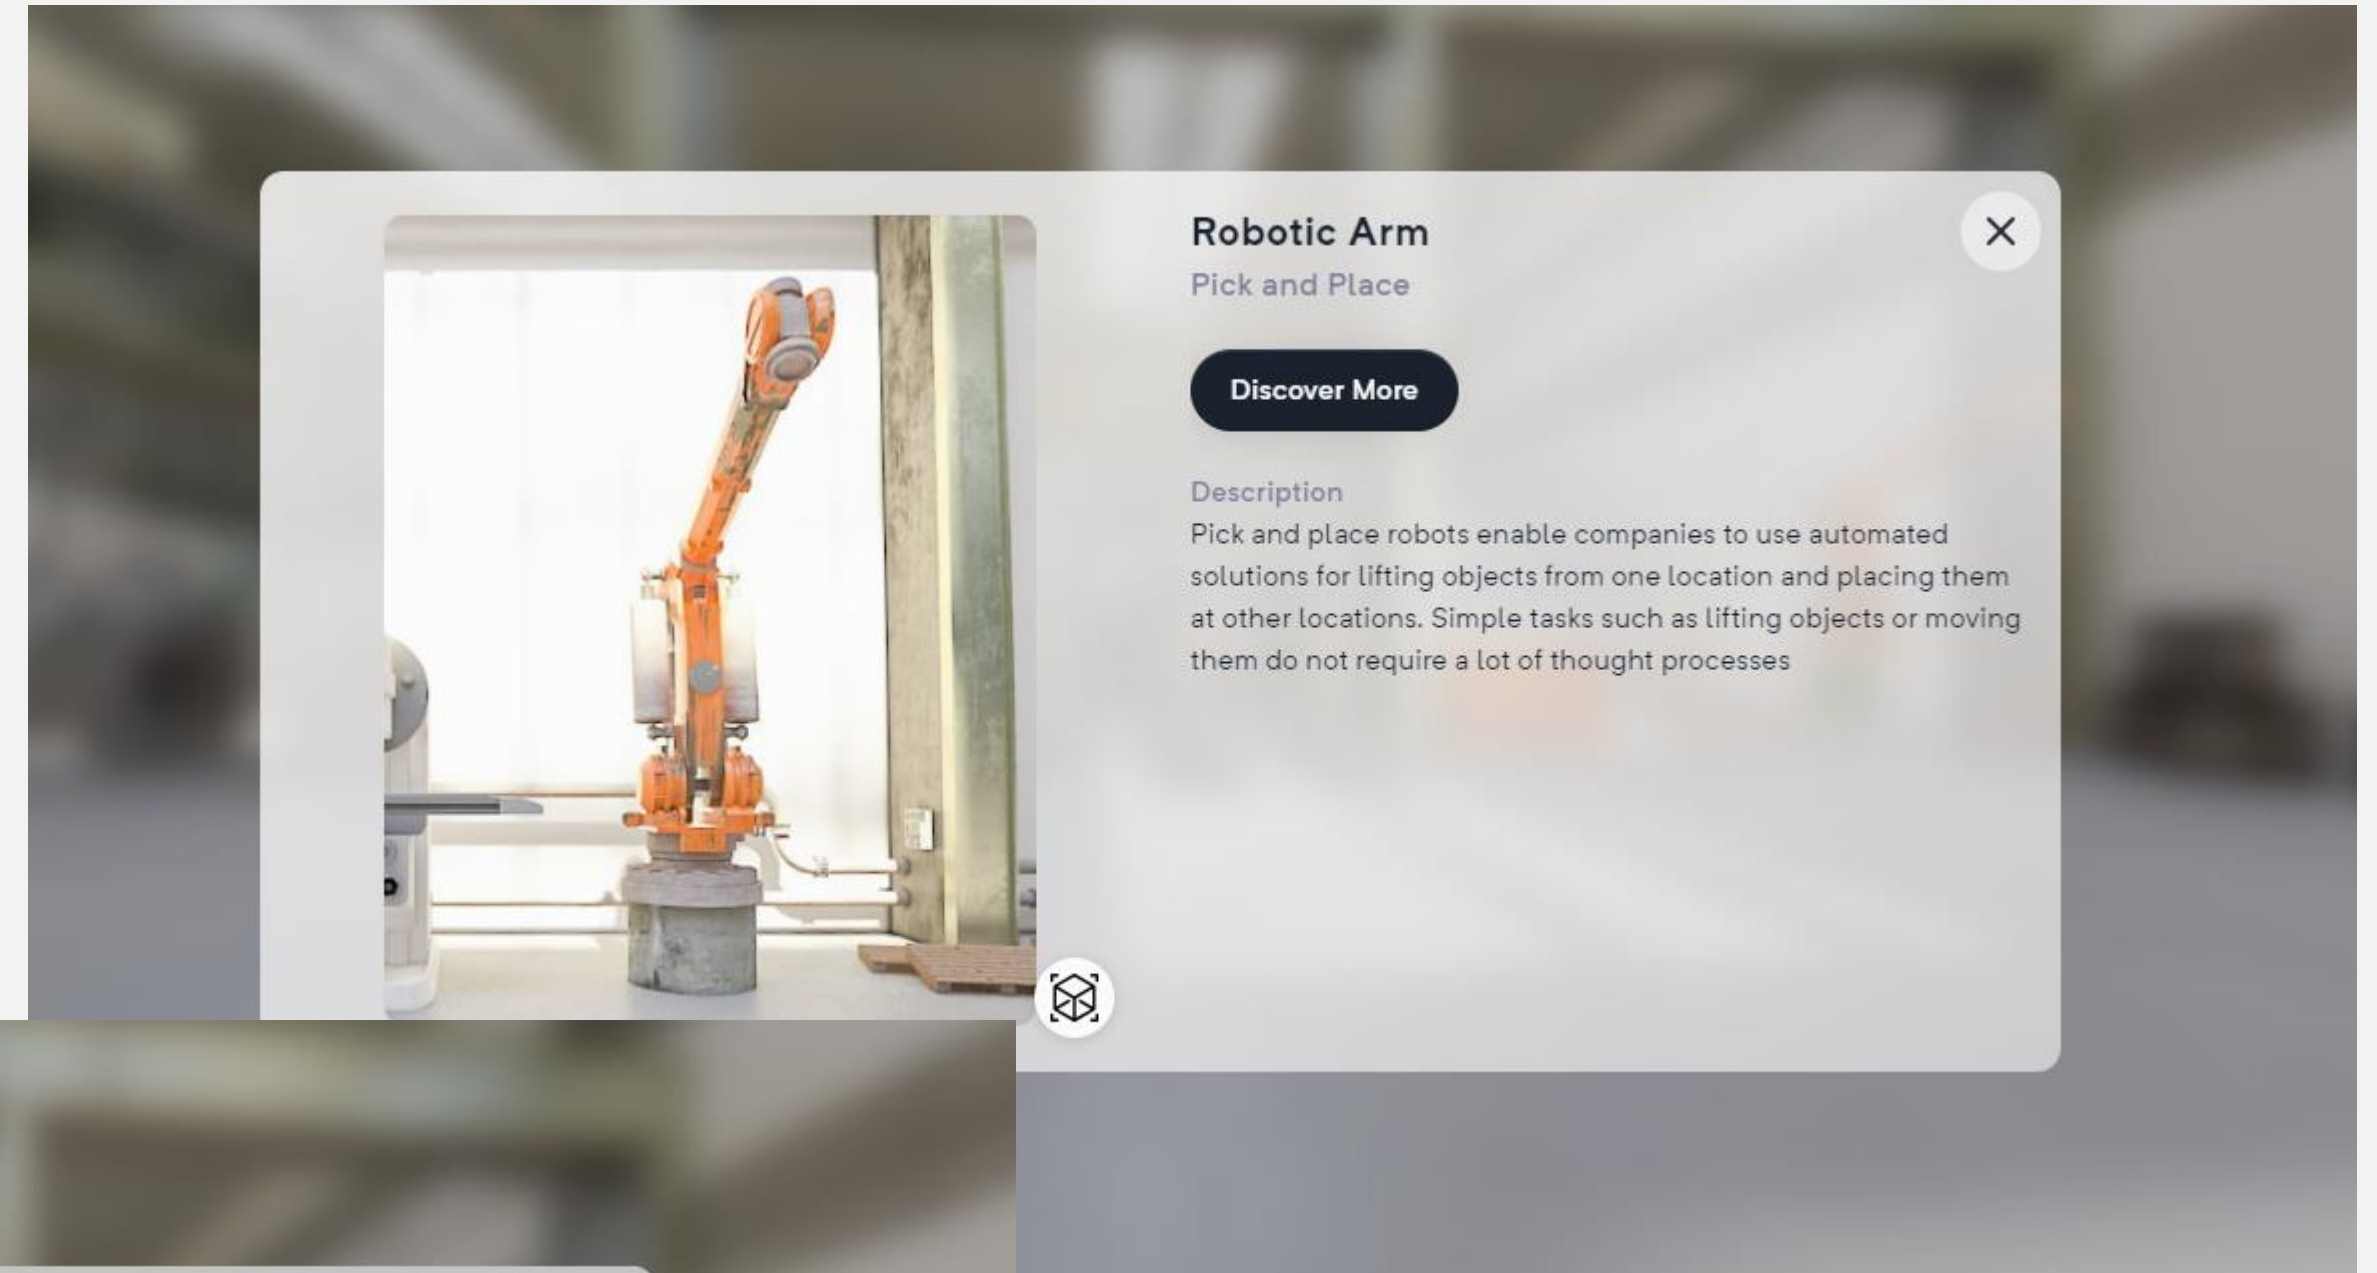 Robotic Arm
Pick and Place
Discover More
Description
Pick and place robots enable companies to use automated
solutions for lifting objects from one location and placing them
at other locations. Simple tasks such as lifting objects or moving
them do not require a lot of thought processes